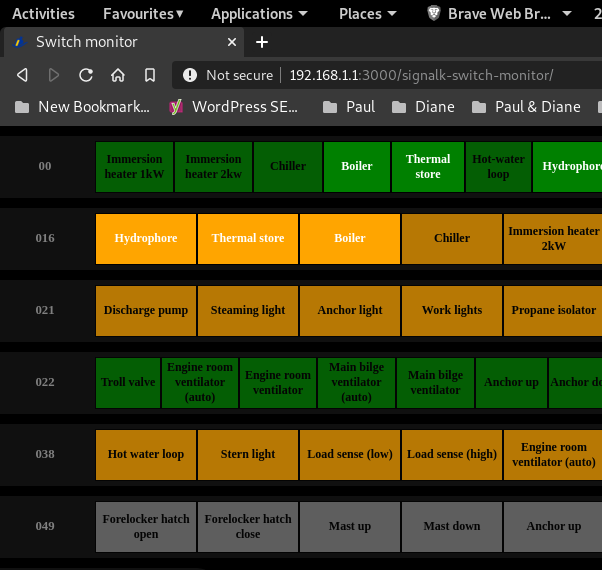 Activities Favourites▾ Applications Places Brave Web Br... 2
Switch monitor
Not secure 192.168.1.1:3000/signalk-switch-monitor/
New Bookmark... WordPress SE... Paul Diane Paul & Diane
00
Immersion
heater 1kW
Immersion
heater 2kw
Chiller
Boiler
Thermal
store
Hot-water
loop
Hydrophore
016
Hydrophore
Thermal store
Boiler
Chiller
Immersion heater
2kW
021
Discharge pump
Steaming light
Anchor light
Work lights
Propane isolator
022
Troll valve
Engine room
ventilator
(auto)
Engine room
ventilator
Main bilge
ventilator
(auto)
Main bilge
ventilator
Anchor up
Anchor do
038
Hot water loop
Stern light
Load sense (low)
Load sense (high)
Engine room
ventilator (auto)
049
Forelocker hatch
open
Forelocker hatch
close
Mast up
Mast down
Anchor up